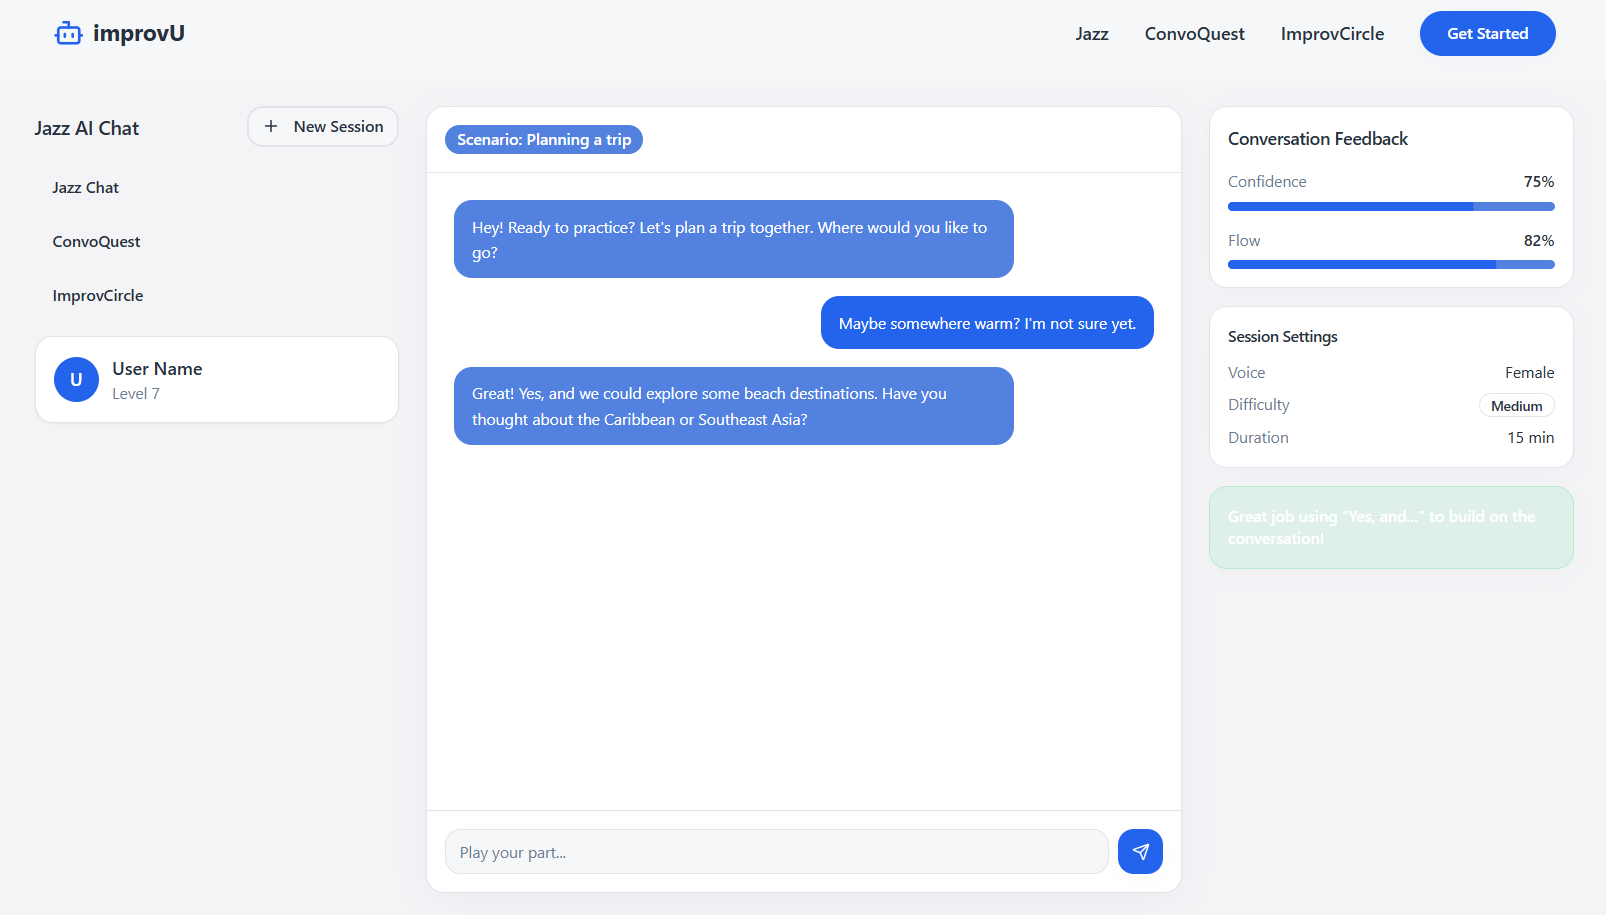 improvU
Jazz
ConvoQuest
ImprovCircle
Get Started
Jazz AI Chat
+ New Session
Jazz Chat
ConvoQuest
ImprovCircle
U
User Name
Level 7
Scenario: Planning a trip
Hey! Ready to practice? Let's plan a trip together. Where would you like to
go?
Maybe somewhere warm? I'm not sure yet.
Great! Yes, and we could explore some beach destinations. Have you
thought about the Caribbean or Southeast Asia?
Play your part...
Conversation Feedback
Confidence 75%
Flow 82%
Session Settings
Voice Female
Difficulty Medium
Duration 15 min
Great job using "Yes, and..." to build on the
conversation!